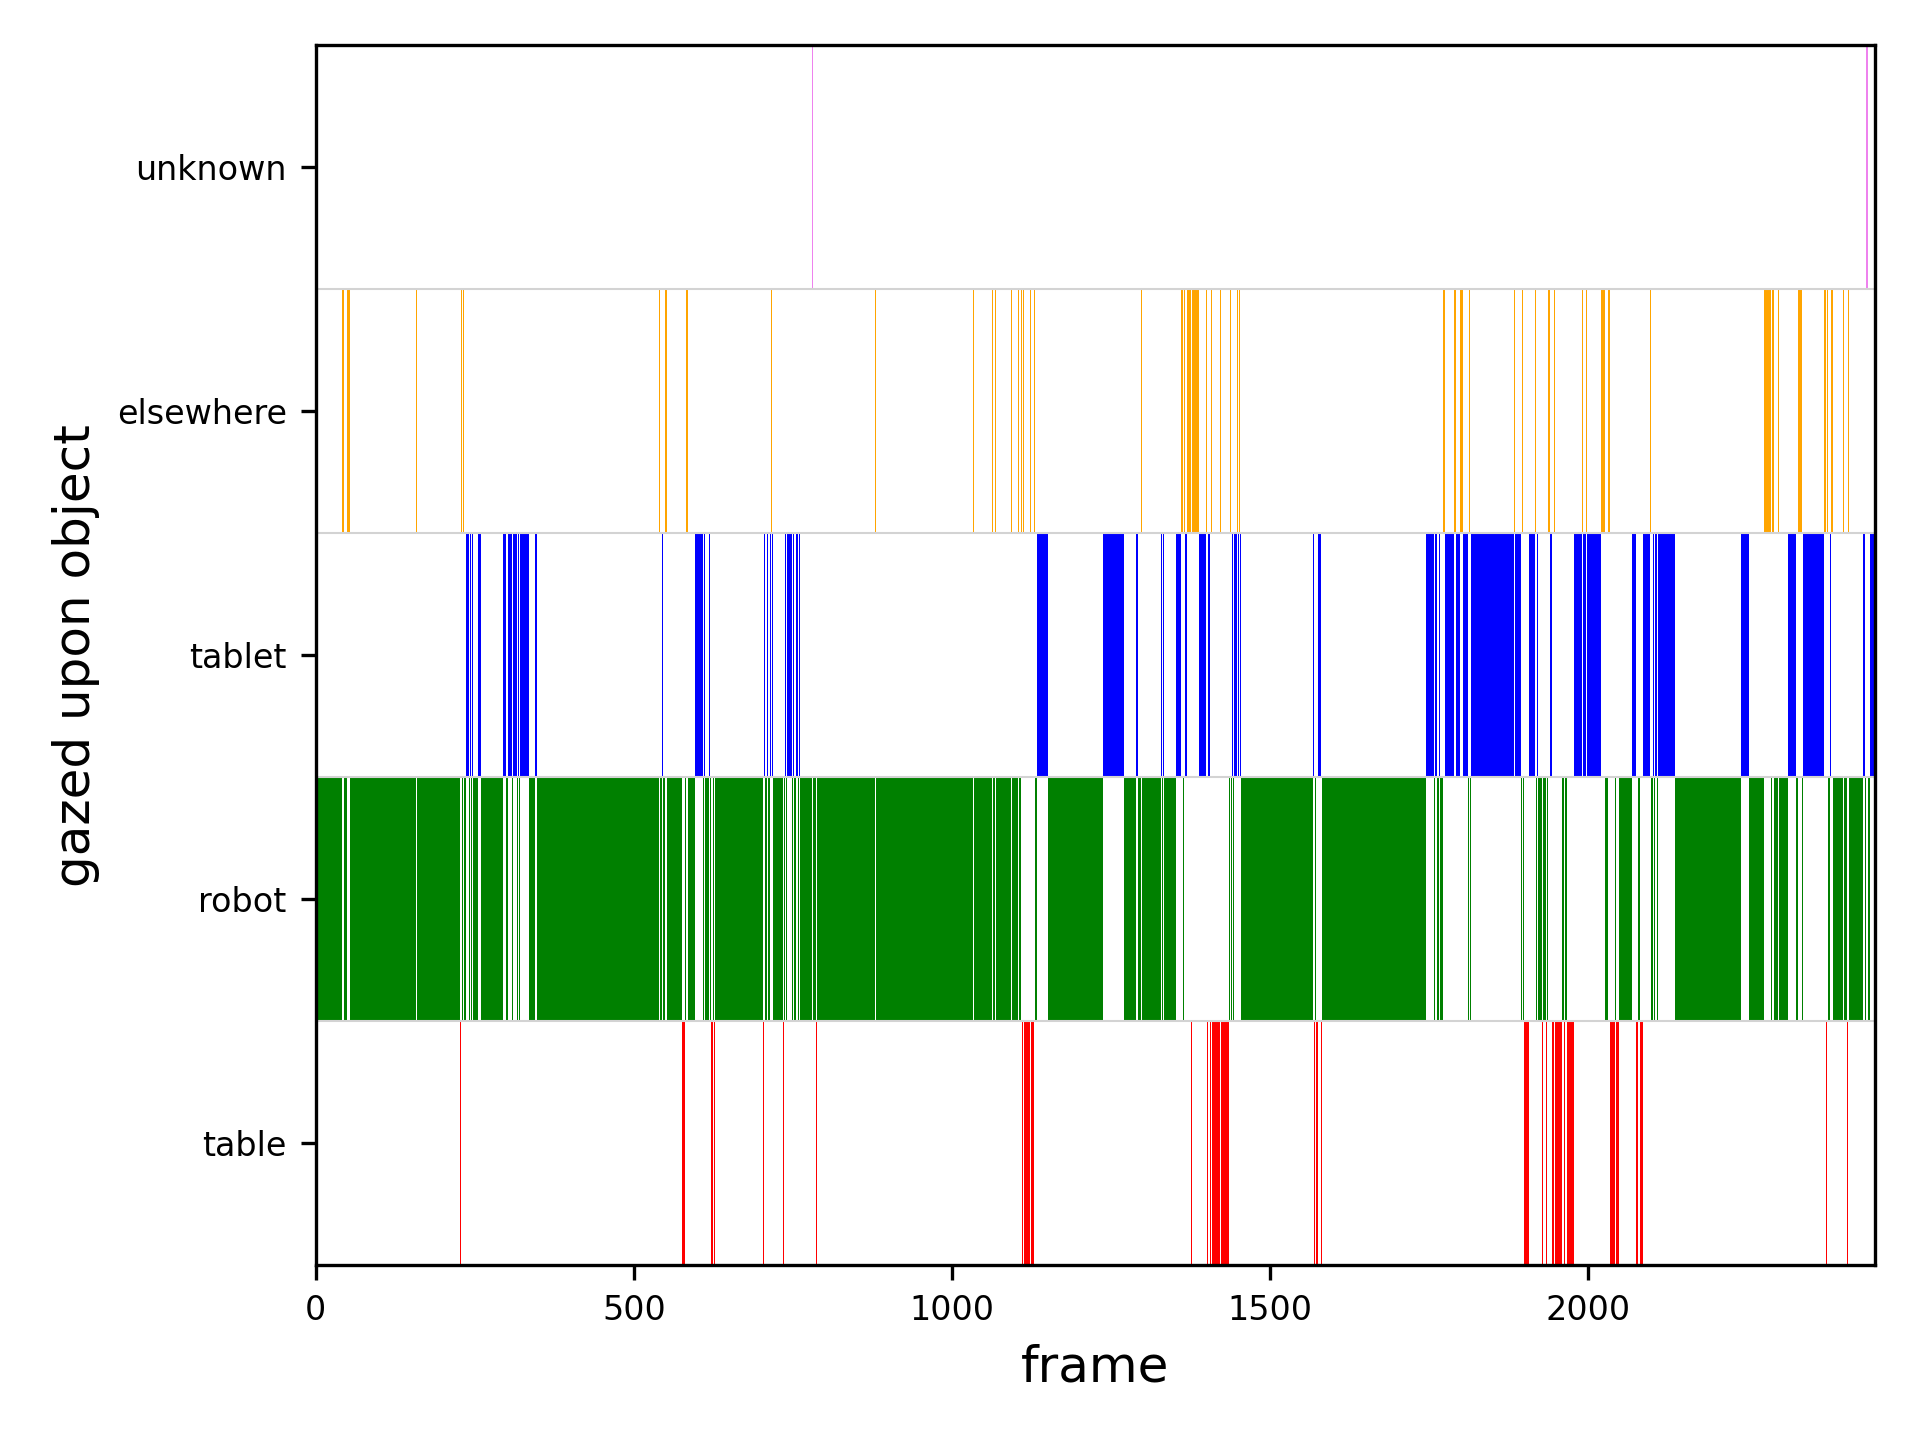 unknown
elsewhere
tablet
robot
table
gazed upon object
0 500 1000 1500 2000
frame